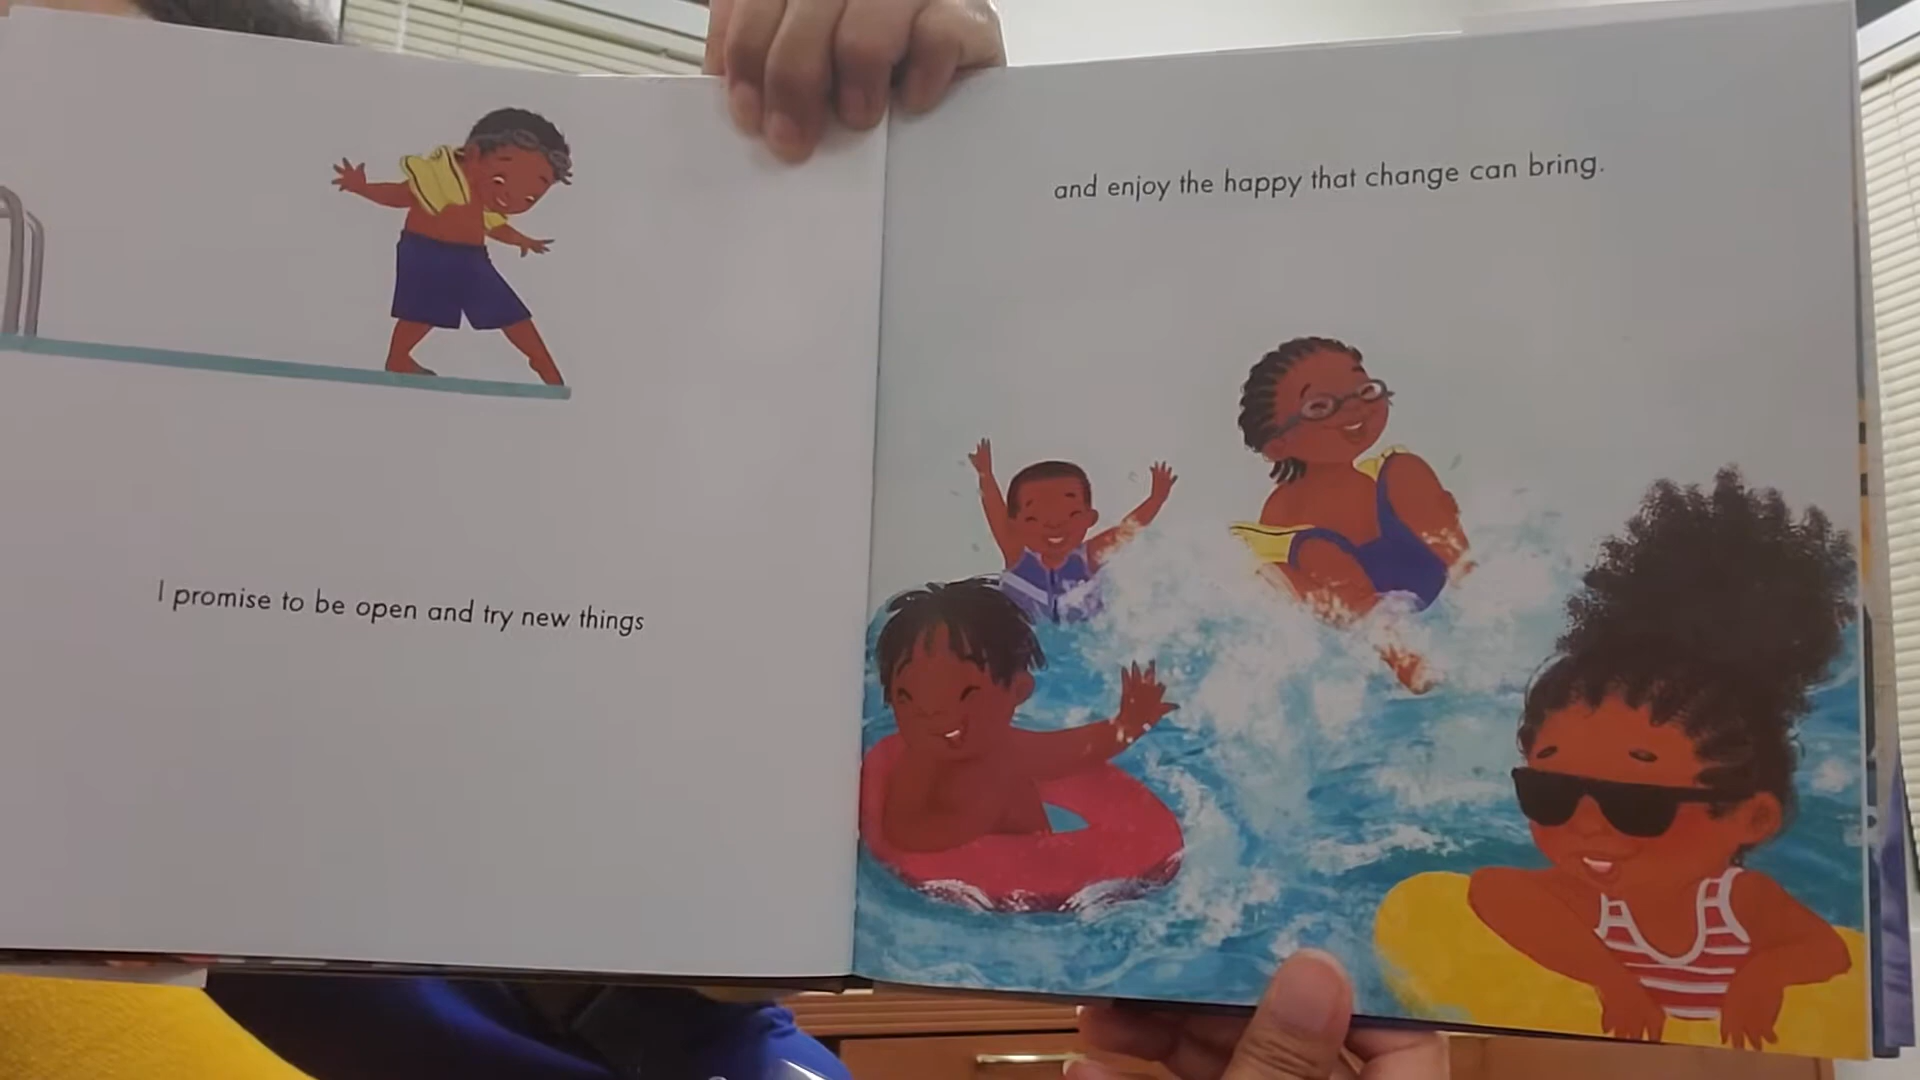 I promise to be open and try new things
and enjoy the happy that change can bring.